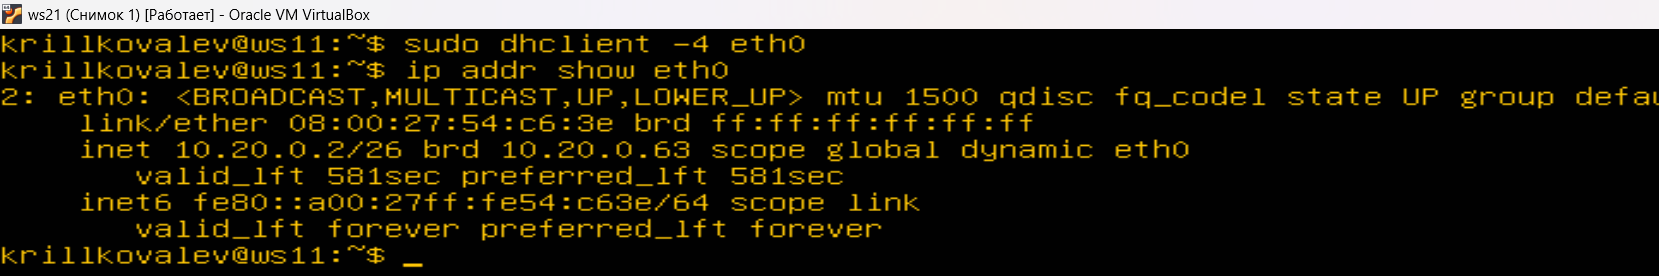 ws21 (Снимок 1) [Работает] - Oracle VM VirtualBox
krillkovalev@ws11:~$ sudo dhclient -4 eth0
krillkovalev@ws11:~$ ip addr show eth0
2: eth0: <BROADCAST,MULTICAST,UP,LOWER_UP> mtu 1500 qdisc fq_codel state UP group defau
link/ether 08:00:27:54:c6:3e brd ff:ff:ff:ff:ff:ff
inet 10.20.0.2/26 brd 10.20.0.63 scope global dynamic eth0
valid_lft 581sec preferred_lft 581sec
inet6 fe80::a00:27ff:fe54:c63e/64 scope link
valid_lft forever preferred_lft forever
krillkovalev@ws11:~$ _